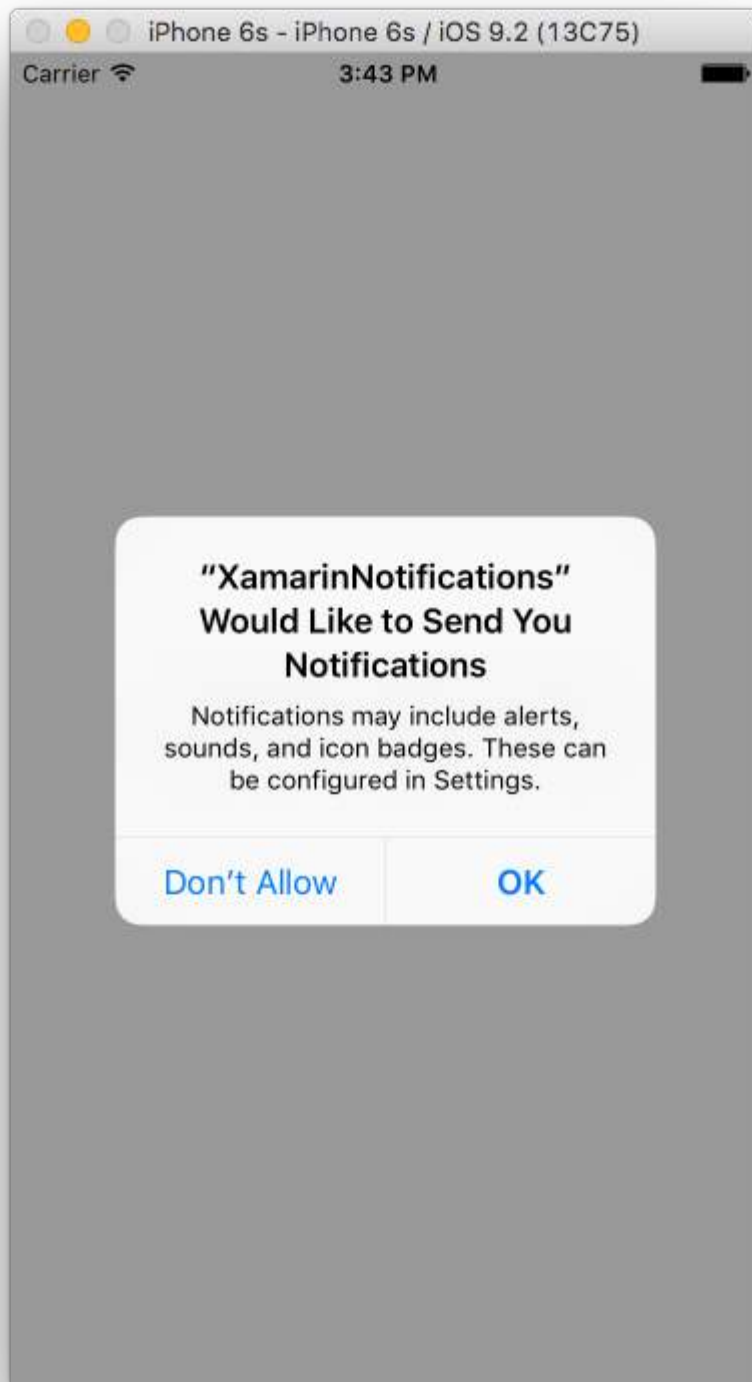 iPhone 6s - iPhone 6s / iOS 9.2 (13C75)
Carrier 3:43 PM
“XamarinNotifications”
Would Like to Send You
Notifications
Notifications may include alerts,
sounds, and icon badges. These can
be configured in Settings.
Don’t Allow OK